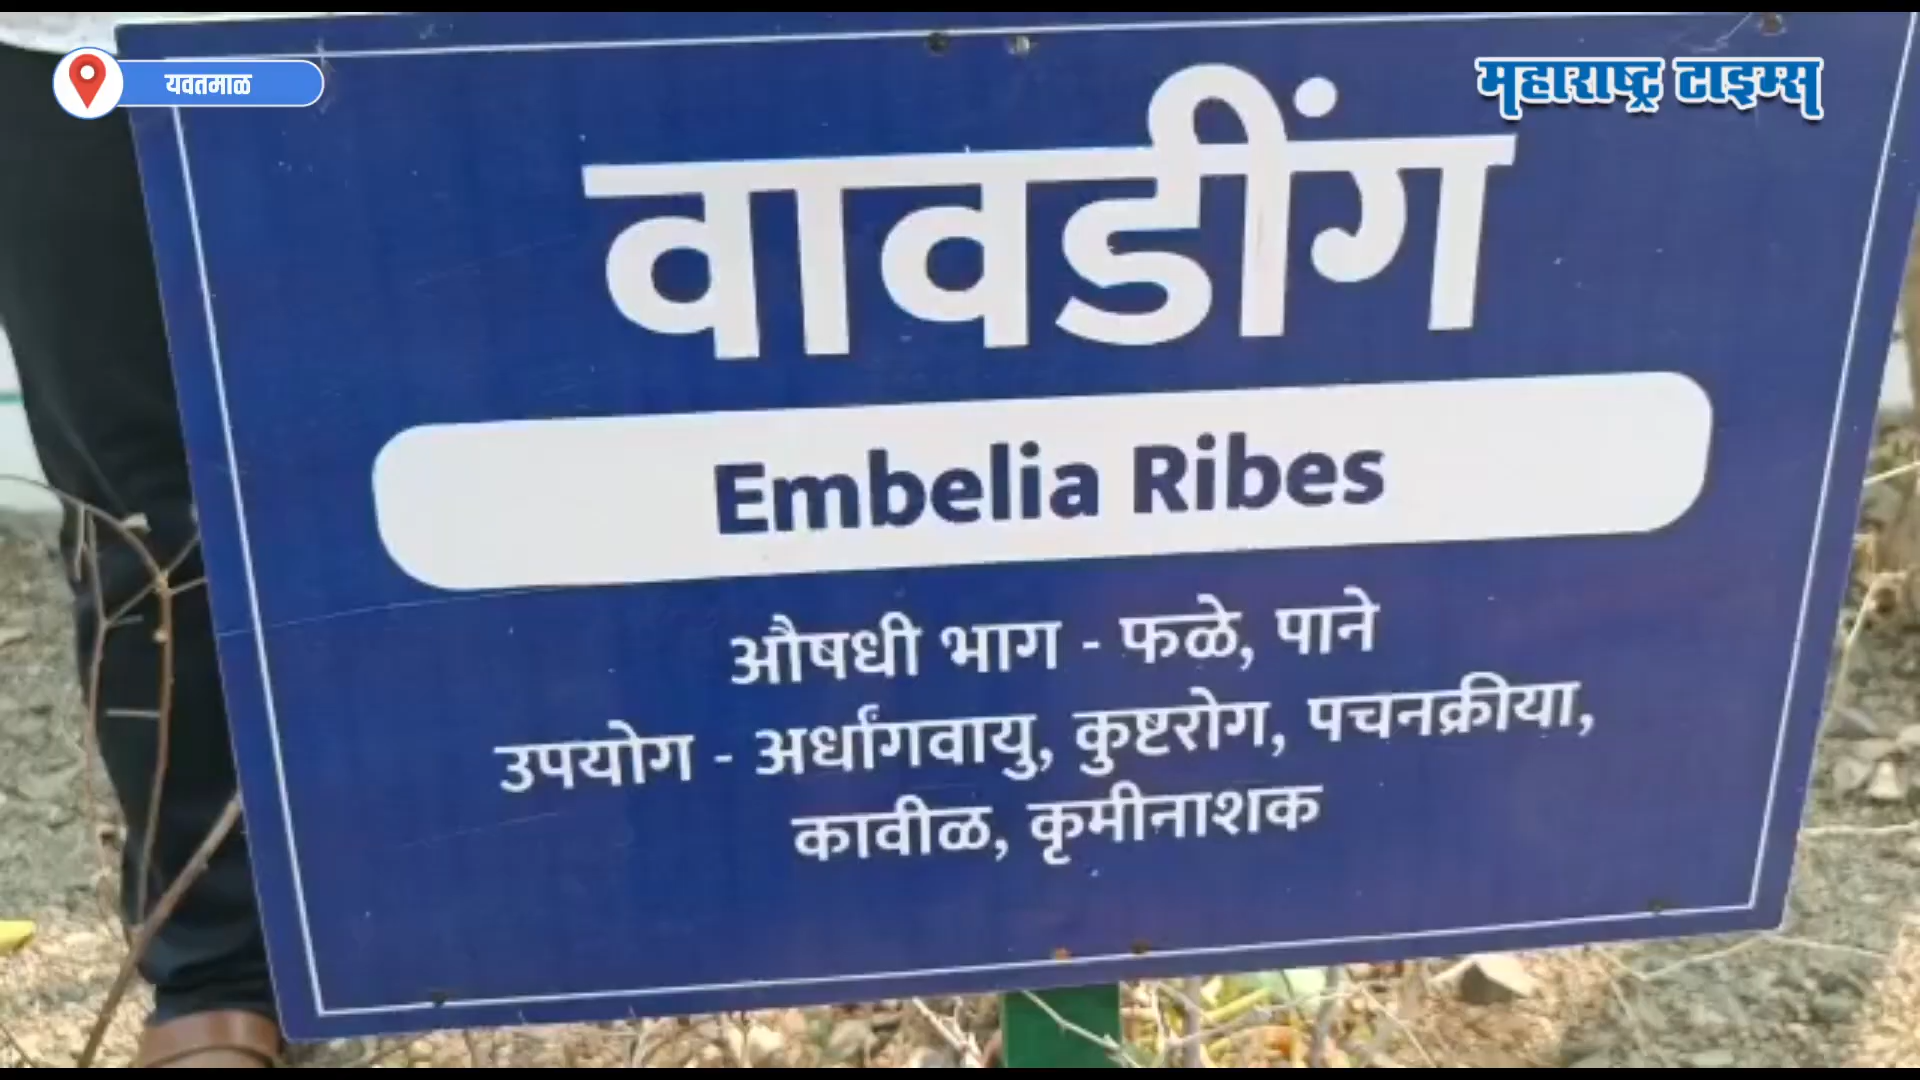 यवतमाळ
महाराष्ट्र टाइम्स
वावडींग
Embelia Ribes
औषधी भाग - फळे, पाने
उपयोग - अर्धांगवायु, कुष्टरोग, पचनक्रीया,
कावीळ, कृमीनाशक